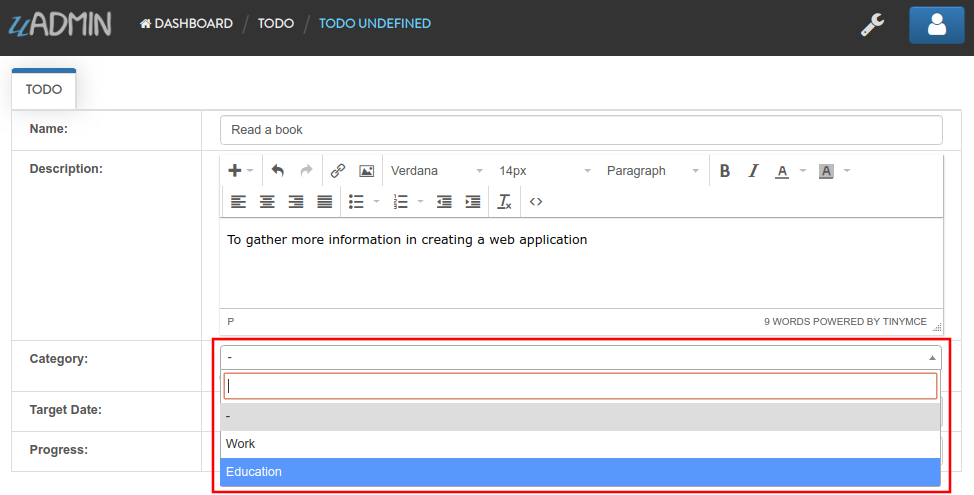 uADMIN DASHBOARD / TODO / TODO UNDEFINED
TODO
Name: Read a book
Description:
Verdana 14px Paragraph B I A A
To gather more information in creating a web application
P 9 WORDS POWERED BY TINYMCE
Category: -
-
Work
Target Date:
Education
Progress: